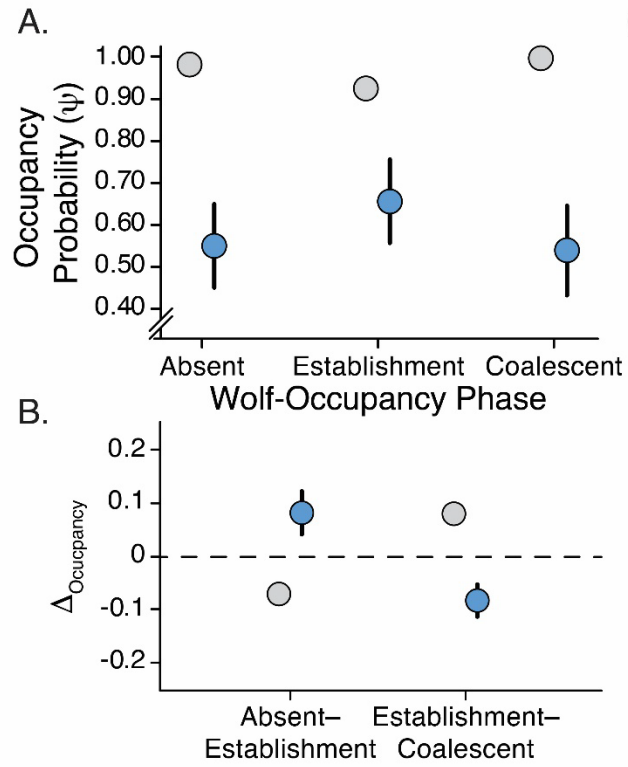 A.
Occupancy
Probability (ψ)
1.00
0.90
0.80
0.70
0.60
0.50
0.40
Absent
Establishment
Coalescent
Wolf-Occupancy Phase
B.
ΔOcucpancy
0.2
0.1
0
-0.1
-0.2
Absent–
Establishment
Establishment–
Coalescent